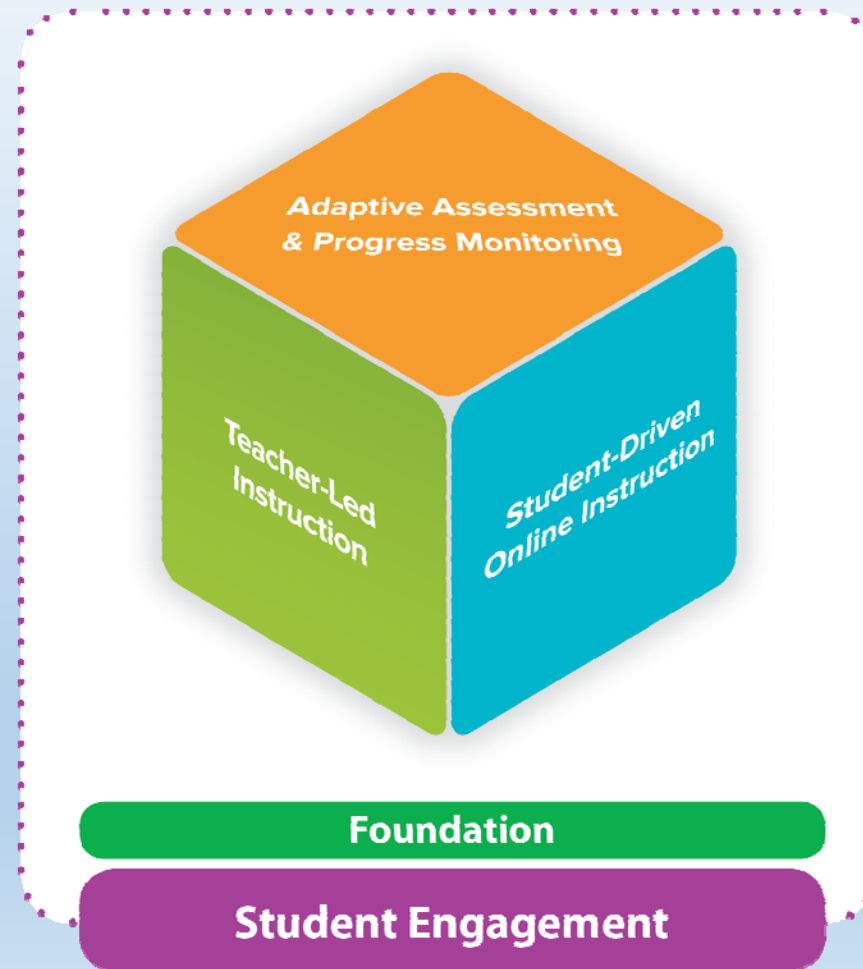 Adaptive Assessment
& Progress Monitoring
Teacher-Led
Instruction
Student-Driven
Online Instruction
Foundation
Student Engagement